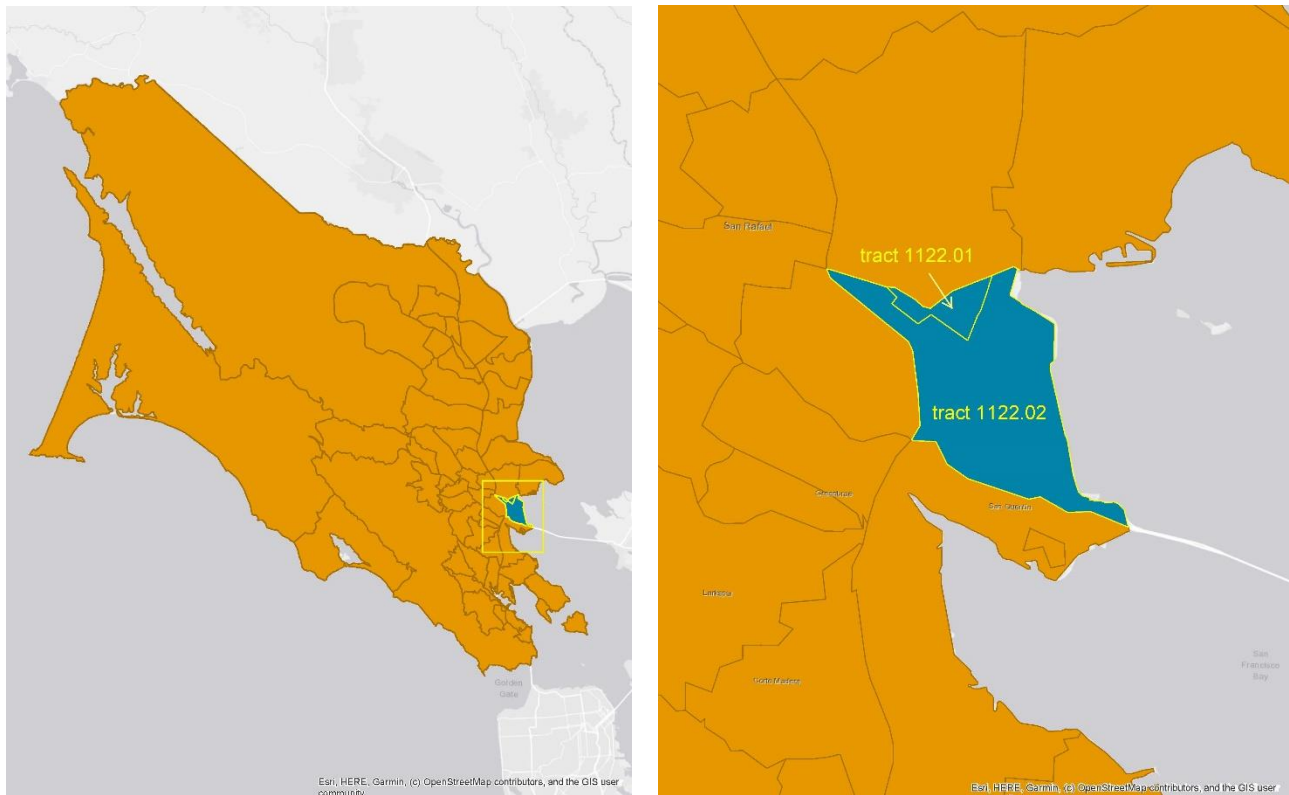 Golden
Gate
Esri, HERE, Garmin, (c) OpenStreetMap contributors, and the GIS user
community
San Rafael
tract 1122.01
tract 1122.02
Greenbrae
San Quentin
Larkspur
Corte Madera
San
Francisco
Bay
Esri, HERE, Garmin, (c) OpenStreetMap contributors, and the GIS user